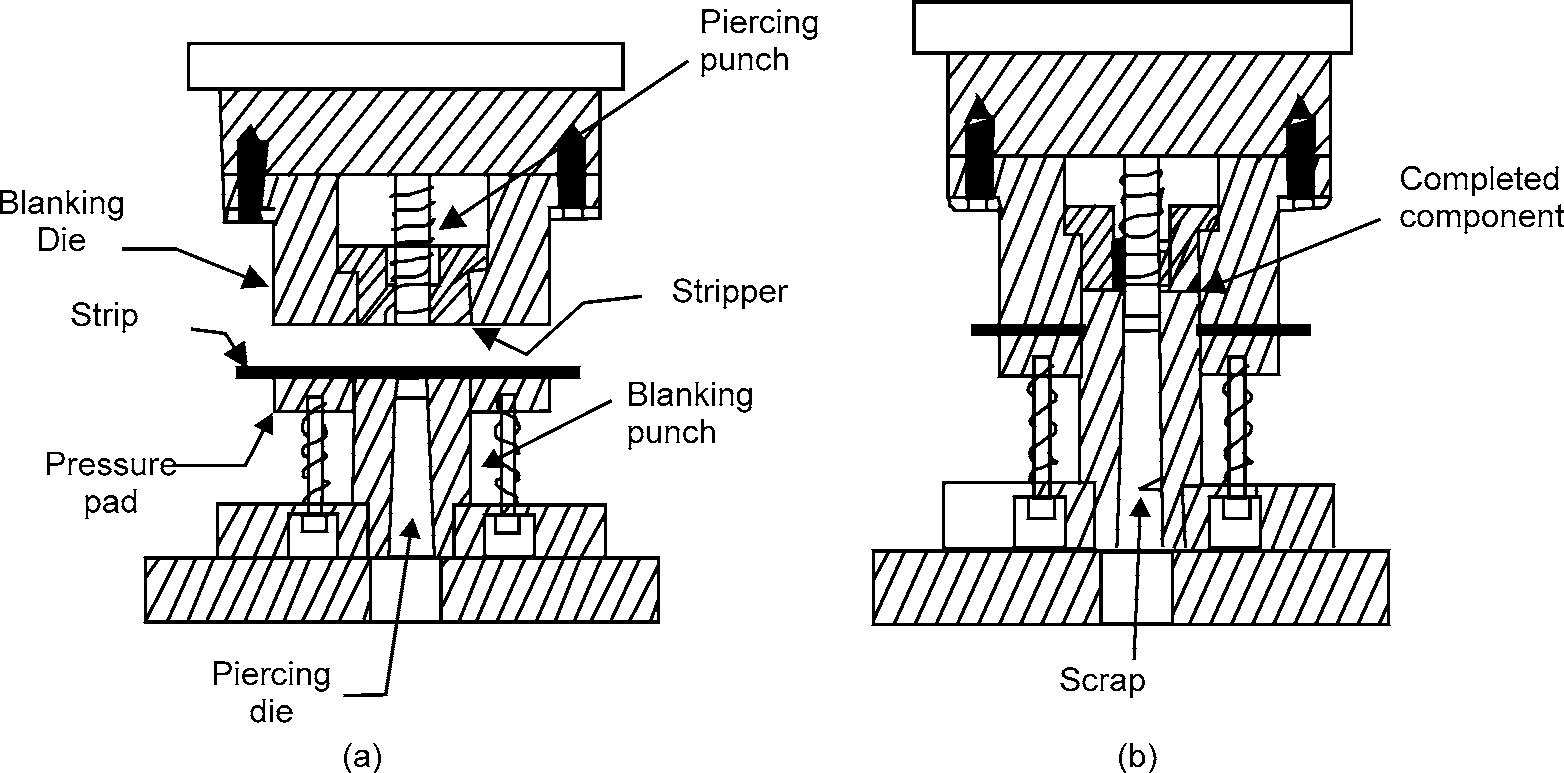 Piercing
punch
Blanking
Die
Strip
Stripper
Blanking
punch
Pressure
pad
Piercing
die
(a)
Completed
component
Scrap
(b)